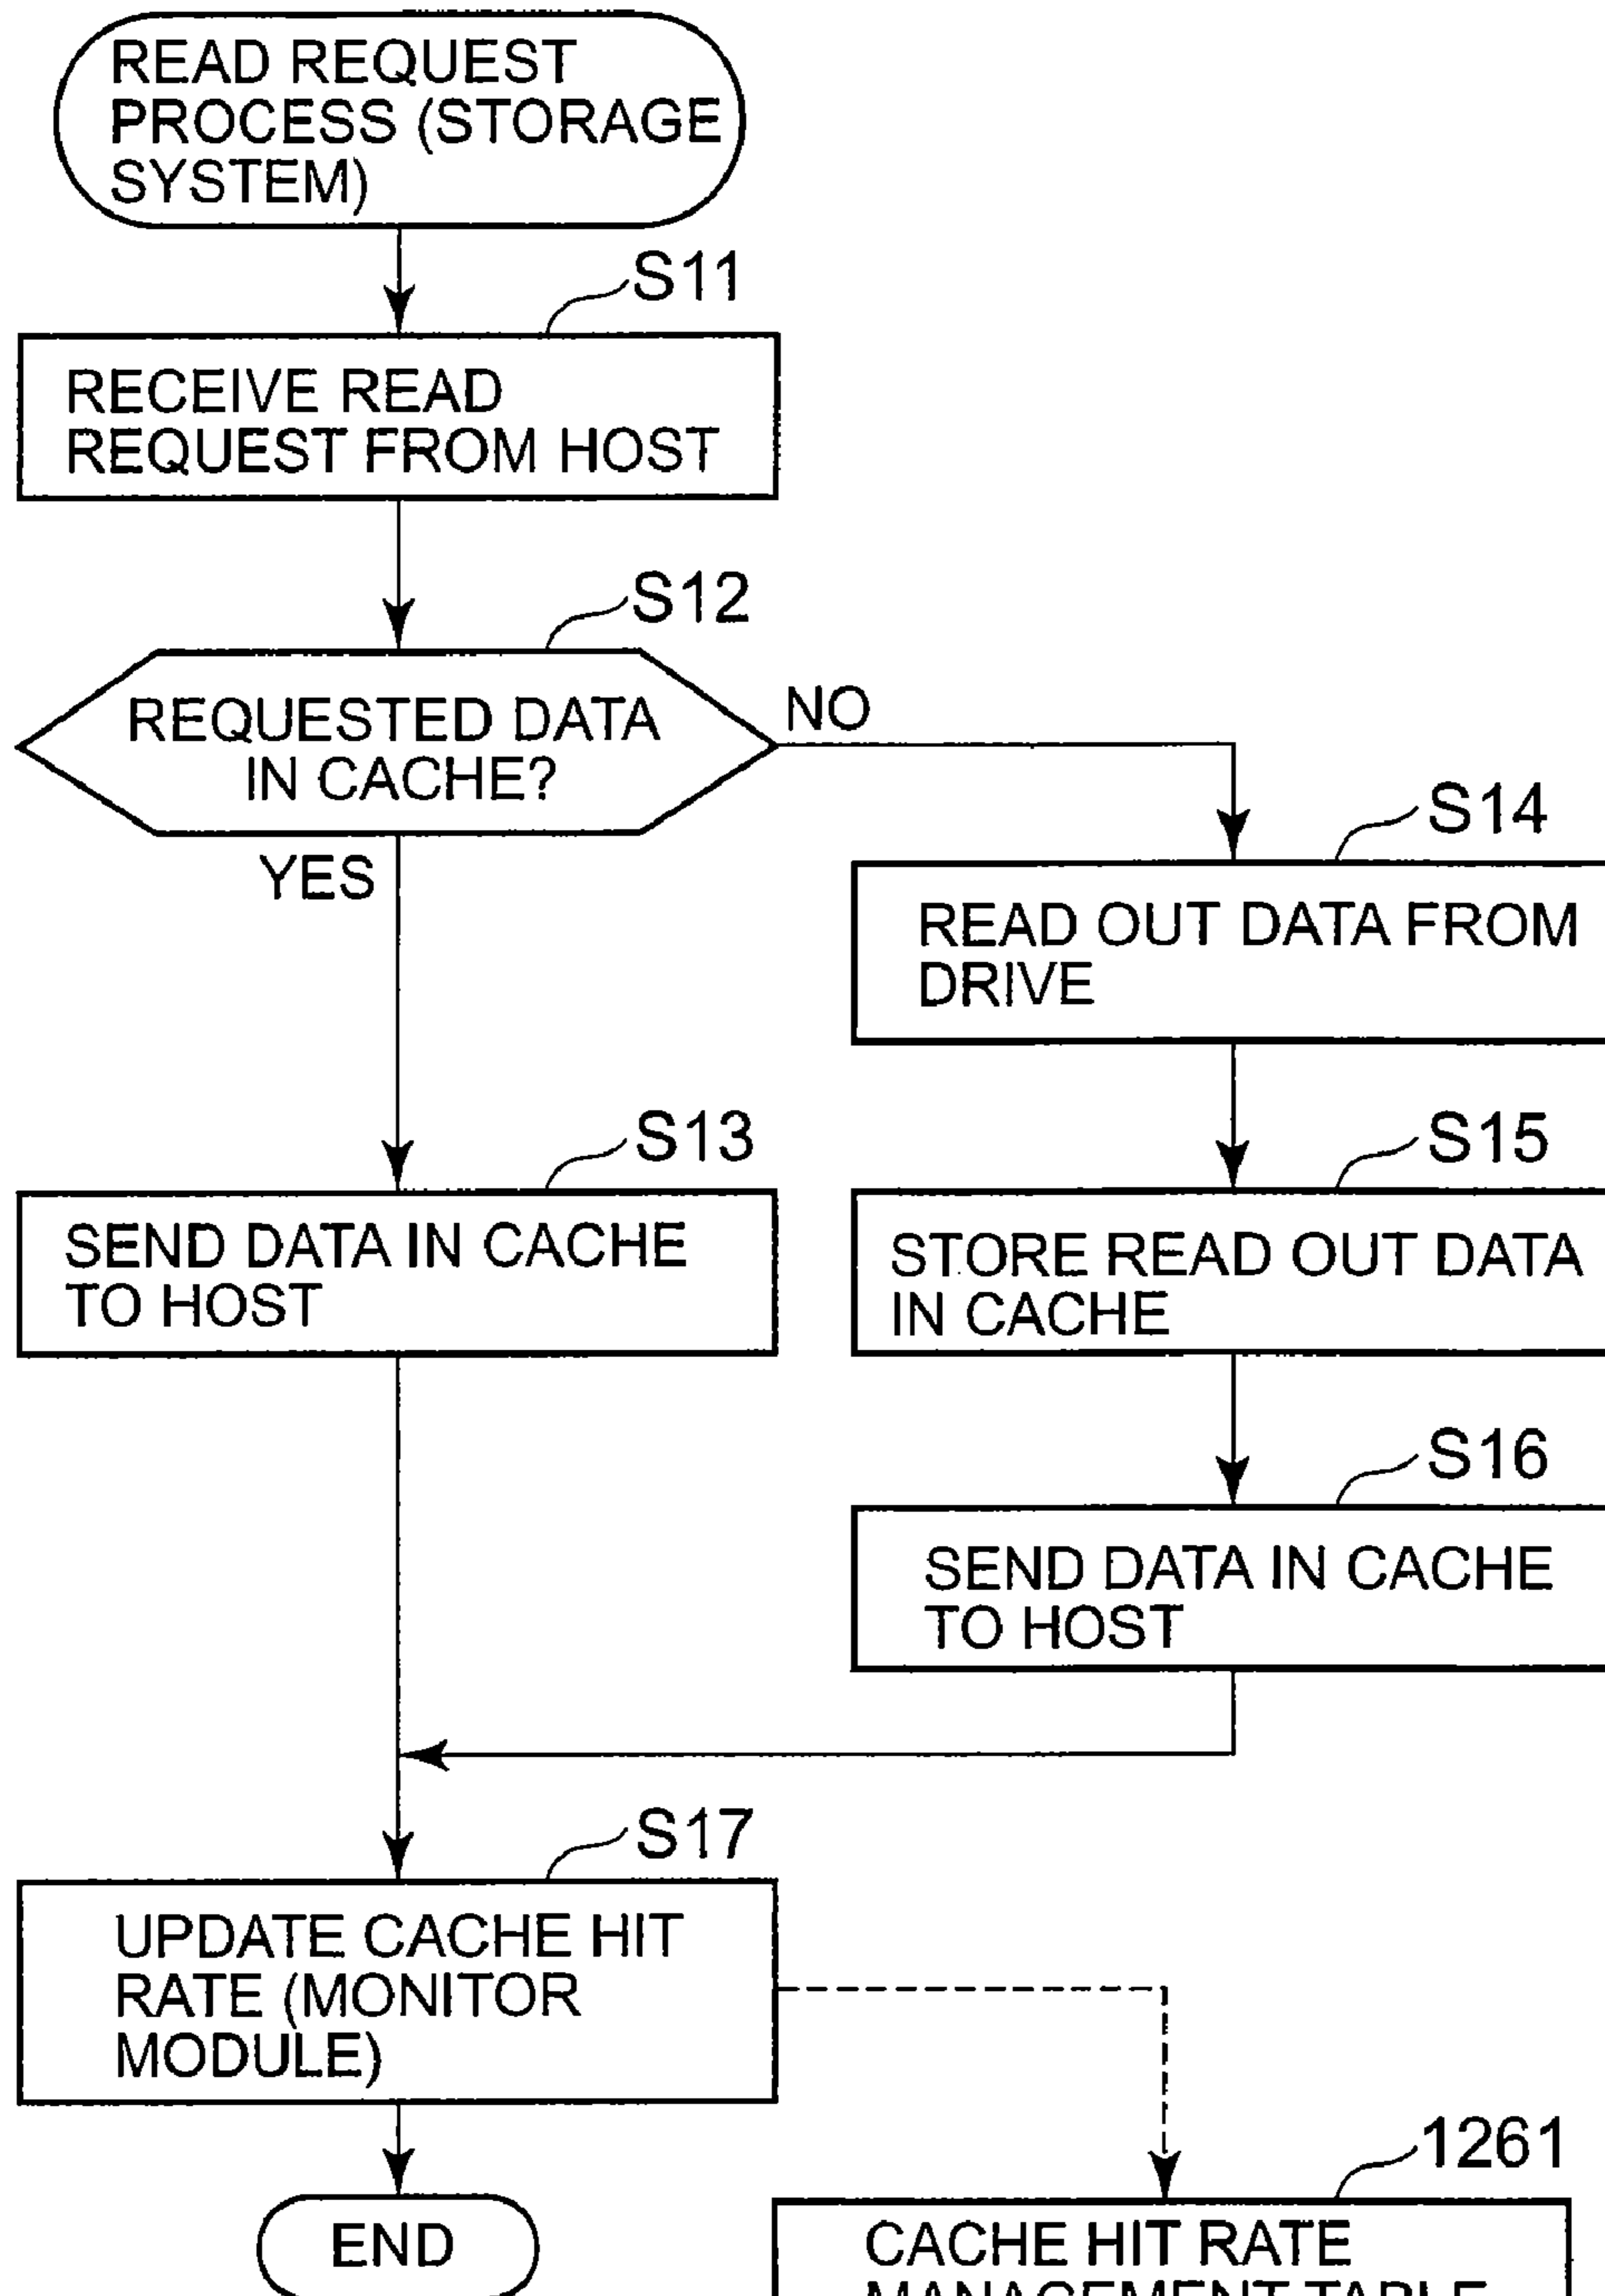 READ REQUEST
PROCESS (STORAGE
SYSTEM)
S11
RECEIVE READ
REQUEST FROM HOST
S12
REQUESTED DATA
IN CACHE?
NO
YES
S14
READ OUT DATA FROM
DRIVE
S13
SEND DATA IN CACHE
TO HOST
S15
STORE READ OUT DATA
IN CACHE
S16
SEND DATA IN CACHE
TO HOST
S17
UPDATE CACHE HIT
RATE (MONITOR
MODULE)
1261
END
CACHE HIT RATE
MANAGEMENT TABLE